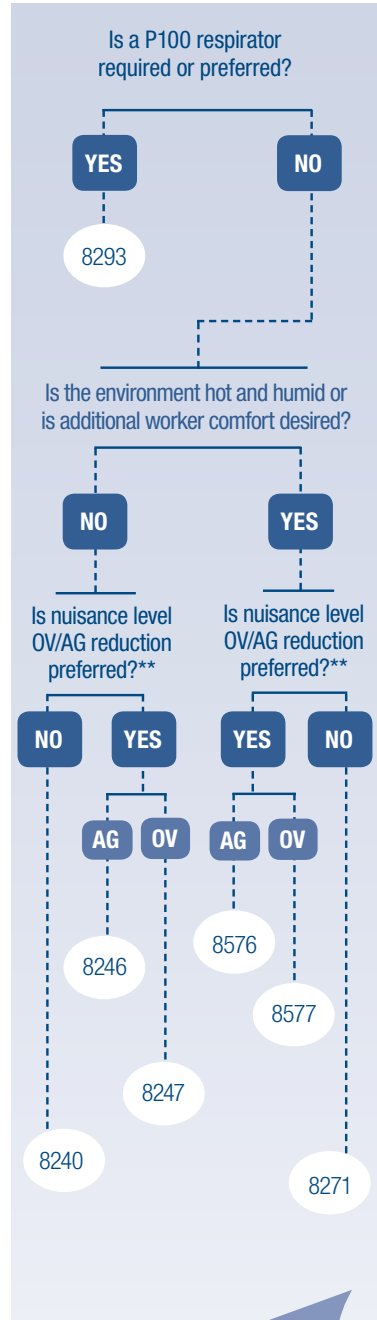 Is a P100 respirator
required or preferred?
YES
NO
8293
Is the environment hot and humid or
is additional worker comfort desired?
NO
YES
Is nuisance level
OV/AG reduction
preferred?**
Is nuisance level
OV/AG reduction
preferred?**
NO
YES
YES
NO
AG
OV
AG
OV
8246
8576
8577
8247
8240
8271